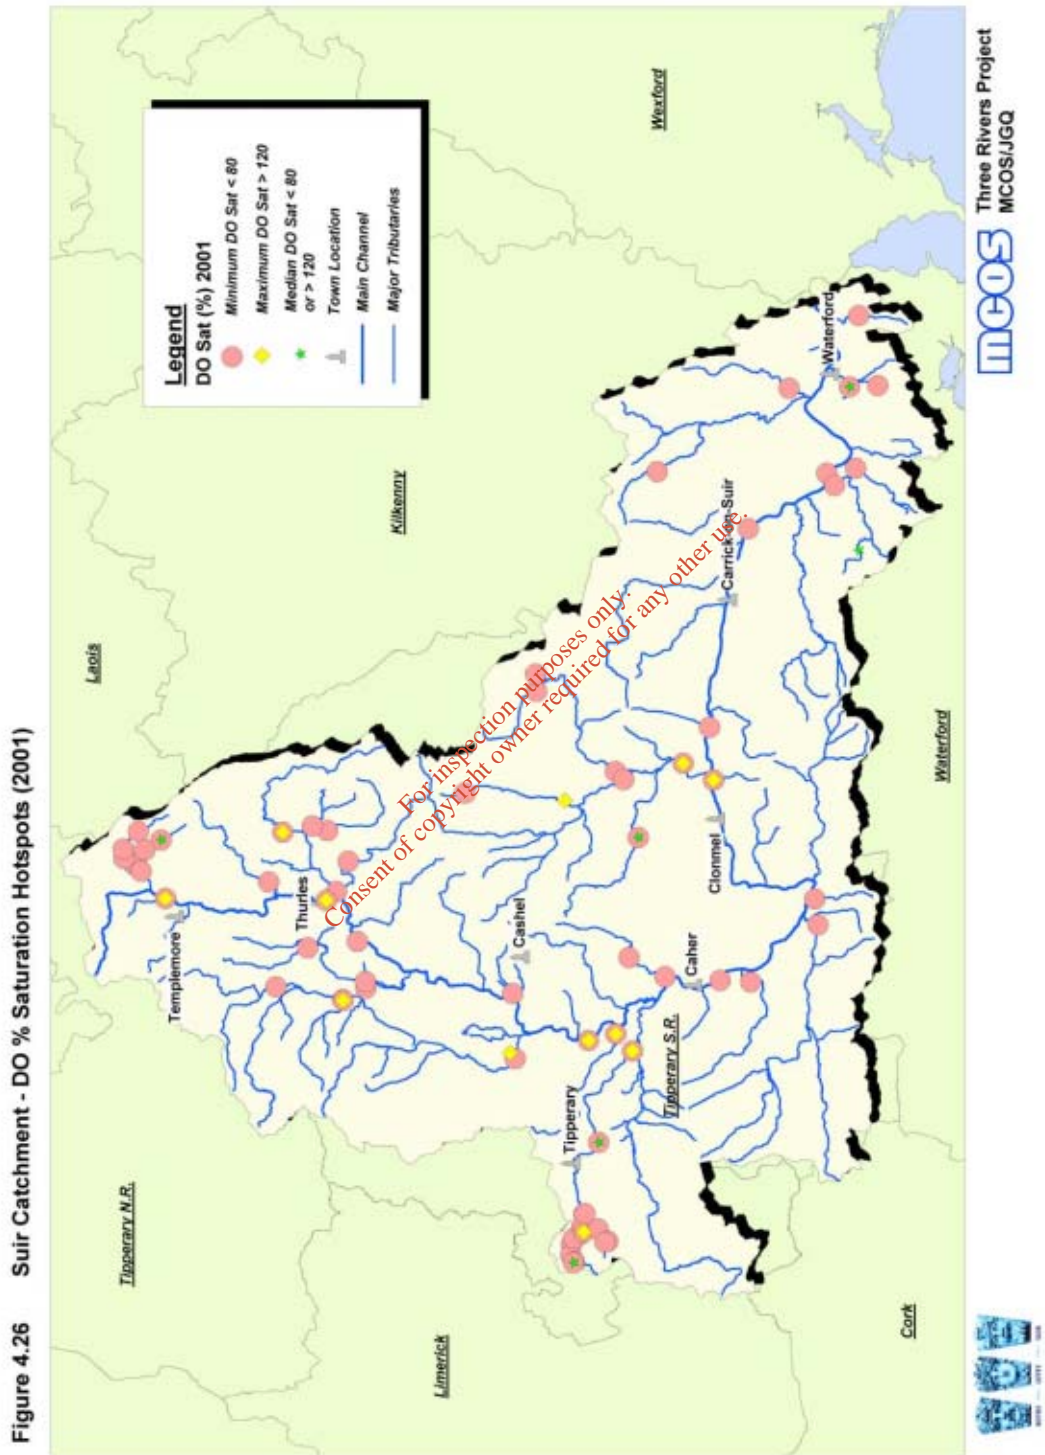 Figure 4.26 Suir Catchment - DO % Saturation Hotspots (2001)
Legend
DO Sat (%) 2001
Minimum DO Sat < 80
Maximum DO Sat > 120
Median DO Sat < 80
or > 120
Town Location
Main Channel
Major Tributaries
Tipperary N.R.
Laois
Kilkenny
Wexford
Limerick
Cork
Waterford
Tipperary S.R.
Templemore
Thurles
Cashel
Tipperary
Caher
Clonmel
Carrick-on-Suir
Waterford
For inspection purposes only.
Consent of copyright owner required for any other use.
MCOS
Three Rivers Project
MCOS/JGQ